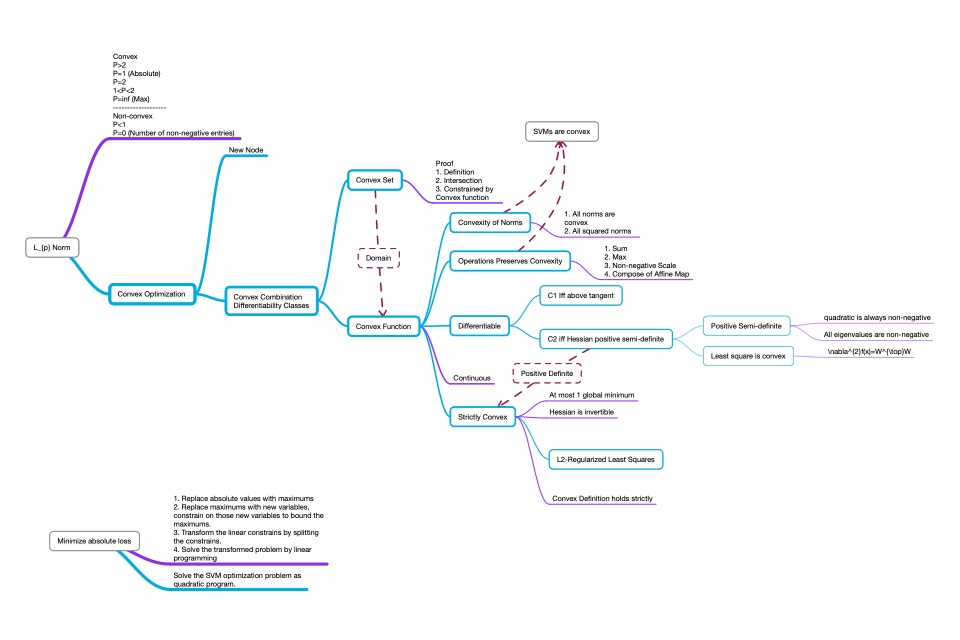 Convex
P>2
P=1 (Absolute)
P=2
1<P<2
P=inf (Max)
-------------------
Non-convex
P<1
P=0 (Number of non-negative entries)
New Node
L_{p} Norm
Convex Optimization
Convex Combination
Differentiability Classes
Convex Set
Proof
1. Definition
2. Intersection
3. Constrained by
Convex function
Domain
Convex Function
SVMs are convex
Convexity of Norms
1. All norms are
convex
2. All squared norms
Operations Preserves Convexity
1. Sum
2. Max
3. Non-negative Scale
4. Compose of Affine Map
Differentiable
C1 Iff above tangent
C2 iff Hessian positive semi-definite
Positive Semi-definite
quadratic is always non-negative
All eigenvalues are non-negative
Least square is convex
\nabla^{2}f(x)=W^{\top}W
Continuous
Positive Definite
Strictly Convex
At most 1 global minimum
Hessian is invertible
L2-Regularized Least Squares
Convex Definition holds strictly
Minimize absolute loss
1. Replace absolute values with maximums
2. Replace maximums with new variables,
constrain on those new variables to bound the
maximums.
3. Transform the linear constrains by splitting
the constrains.
4. Solve the transformed problem by linear
programming
Solve the SVM optimization problem as
quadratic program.